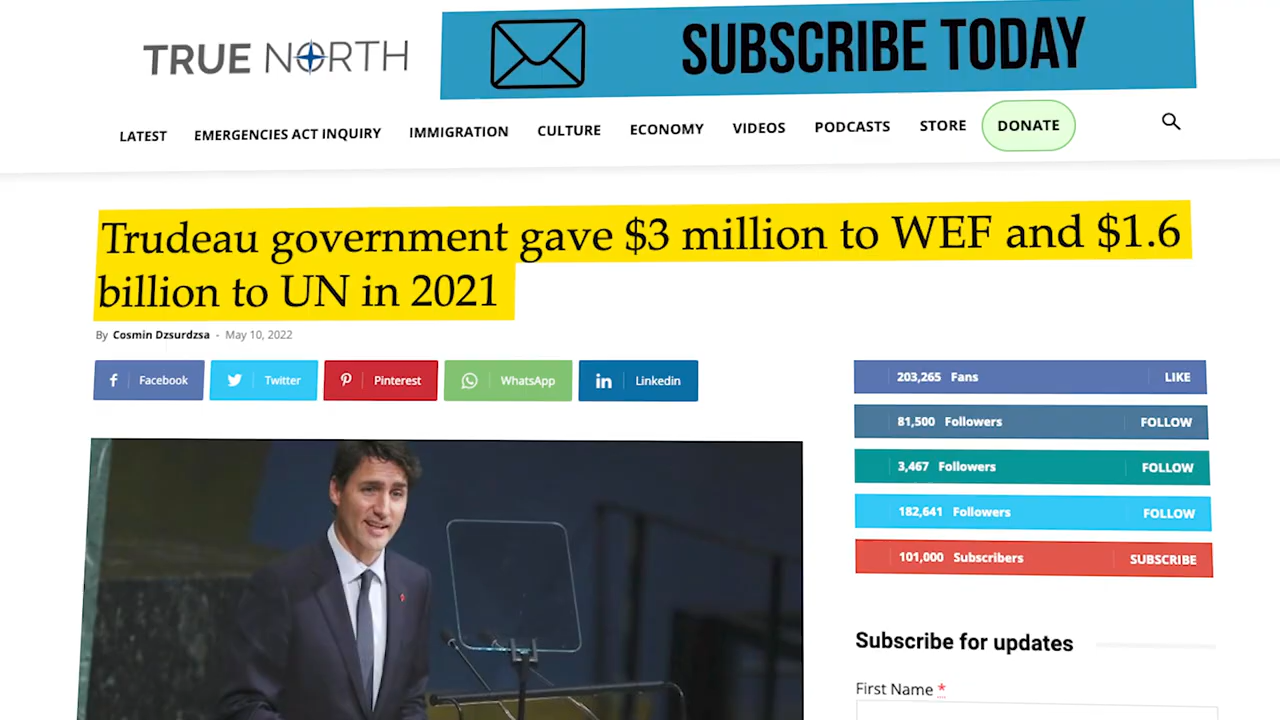 TRUE NORTH
SUBSCRIBE TODAY
LATEST EMERGENCIES ACT INQUIRY IMMIGRATION CULTURE ECONOMY VIDEOS PODCASTS STORE DONATE
Trudeau government gave $3 million to WEF and $1.6
billion to UN in 2021
By Cosmin Dzsurdzsa - May 10, 2022
Facebook Twitter Pinterest WhatsApp Linkedin
203,265 Fans LIKE
81,500 Followers FOLLOW
3,467 Followers FOLLOW
182,641 Followers FOLLOW
101,000 Subscribers SUBSCRIBE
Subscribe for updates
First Name *